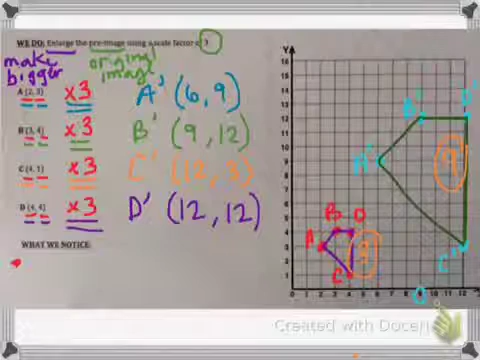 WE DO: Enlarge the pre-image using a scale factor of 3
make bigger
original image
A (2, 3) x3 A' (6, 9)
B (3, 4) x3 B' (9, 12)
C (4, 1) x3 C' (12, 3)
D (4, 4) x3 D' (12, 12)
WHAT WE NOTICE:
Y
16
15
14
13
12
11
10
9
8
7
6
5
4
3
2
1
0 1 2 3 4 5 6 7 8 9 10 11 12
B' D'
A'
9
C'
B D
A
C
Created with Doceri